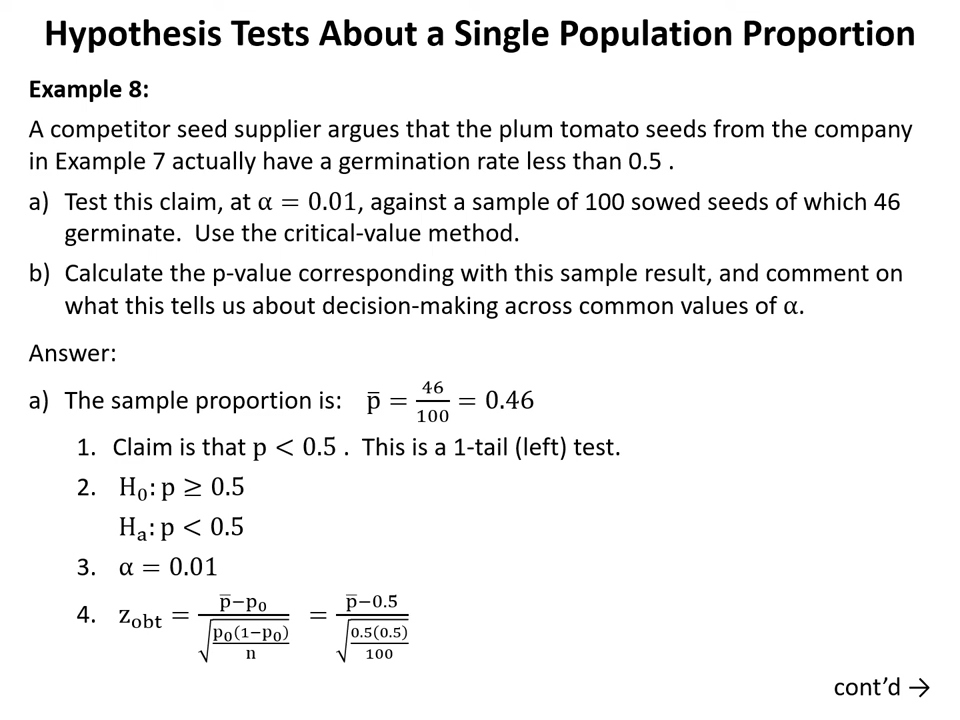 Hypothesis Tests About a Single Population Proportion
Example 8:
A competitor seed supplier argues that the plum tomato seeds from the company
in Example 7 actually have a germination rate less than 0.5 .
a) Test this claim, at α = 0.01, against a sample of 100 sowed seeds of which 46
germinate. Use the critical-value method.
b) Calculate the p-value corresponding with this sample result, and comment on
what this tells us about decision-making across common values of α.
Answer:
a) The sample proportion is: p̅ = 46/100 = 0.46
1. Claim is that p < 0.5 . This is a 1-tail (left) test.
2. H₀: p ≥ 0.5
Hₐ: p < 0.5
3. α = 0.01
4. z_obt = (p̅−p₀)/√(p₀(1−p₀)/n) = (p̅−0.5)/√(0.5(0.5)/100)
cont’d →